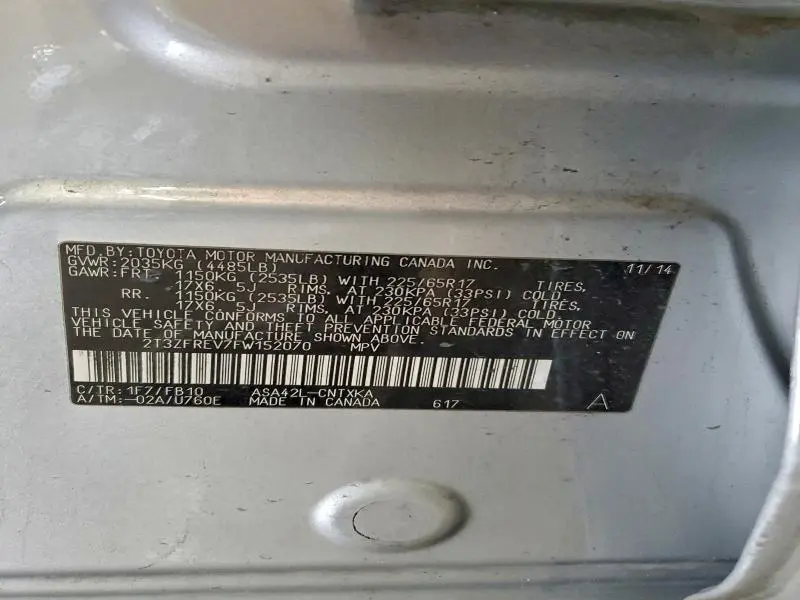 MFD. BY: TOYOTA MOTOR MANUFACTURING CANADA INC. 11/14
GVWR: 2035KG (4485LB)
GAWR: FRT. 1150KG (2535LB) WITH 225/65R17 TIRES,
17X6.5J RIMS, AT 230KPA (33PSI) COLD
RR. 1150KG (2535LB) WITH 225/65R17 TIRES,
17X6.5J RIMS, AT 230KPA (33PSI) COLD.
THIS VEHICLE CONFORMS TO ALL APPLICABLE FEDERAL MOTOR
VEHICLE SAFETY AND THEFT PREVENTION STANDARDS IN EFFECT ON
THE DATE OF MANUFACTURE SHOWN ABOVE.
2T3ZFREV7FW152070 MPV
C/TR: 1F7/FB10 ASA42L-CNTXKA
A/TM: -02A/U760E MADE IN CANADA 617 A